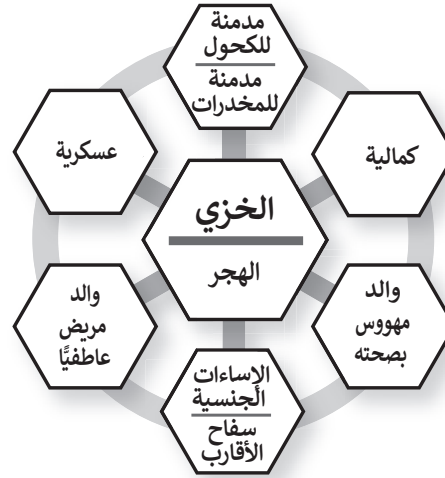 مدمنة
للكحول
مدمنة
للمخدرات
كمالية
عسكرية
الخزي
الهجر
والد
مهووس
بصحته
والد
مريض
عاطفيًّا
الإساءات
الجنسية
سفاح
الأقارب